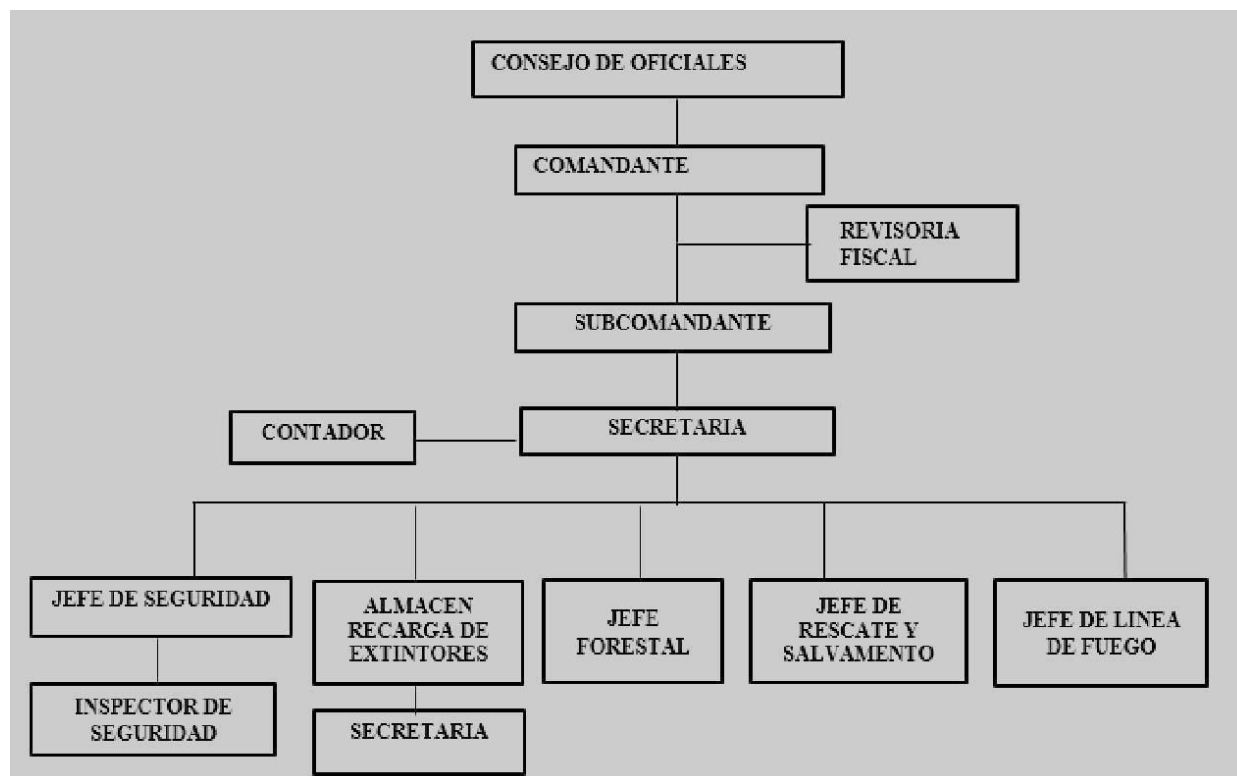 CONSEJO DE OFICIALES
COMANDANTE
REVISORIA
FISCAL
SUBCOMANDANTE
CONTADOR
SECRETARIA
JEFE DE SEGURIDAD
ALMACEN
RECARGA DE
EXTINTORES
JEFE
FORESTAL
JEFE DE
RESCATE Y
SALVAMENTO
JEFE DE LINEA
DE FUEGO
INSPECTOR DE
SEGURIDAD
SECRETARIA